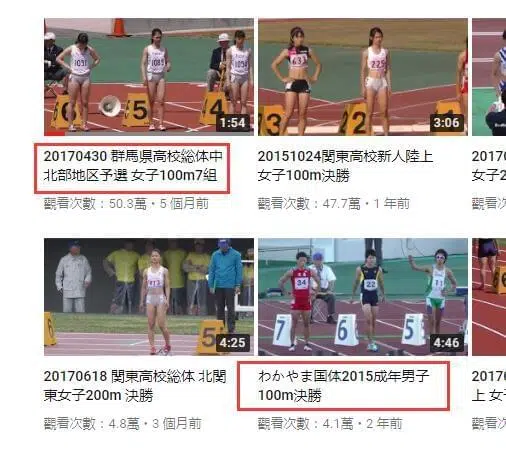 1051
1089
1091
6
5
4
1:54
20170430 群馬県高校総体中
北部地区予選 女子100m7組
觀看次數：50.3萬・5 個月前
631
225
3
2
3:06
20151024関東高校新人陸上
女子100m決勝
觀看次數：47.7萬・1 年前
2017
女子2
觀看次
5
4:25
20170618 関東高校総体 北関
東女子200m 決勝
觀看次數：4.8萬・3 個月前
34
22
11
7
6
5
4:46
わかやま国体2015成年男子
100m決勝
觀看次數：4.1萬・2 年前
2017
上 女
觀看次